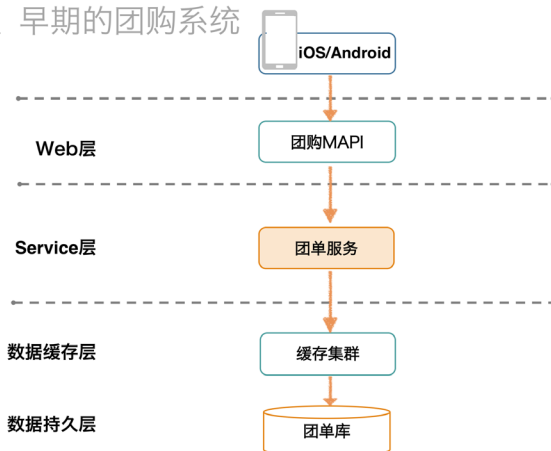 早期的团购系统
iOS/Android
Web层
团购MAPI
Service层
团单服务
数据缓存层
缓存集群
数据持久层
团单库